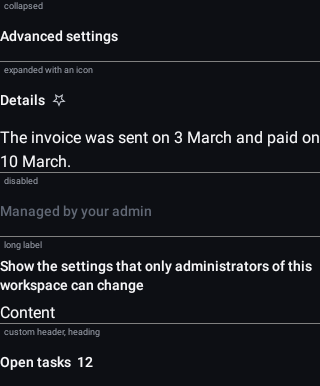 collapsed
Advanced settings
expanded with an icon
Details
The invoice was sent on 3 March and paid on
10 March.
disabled
Managed by your admin
long label
Show the settings that only administrators of this
workspace can change
Content
custom header, heading
Open tasks 12